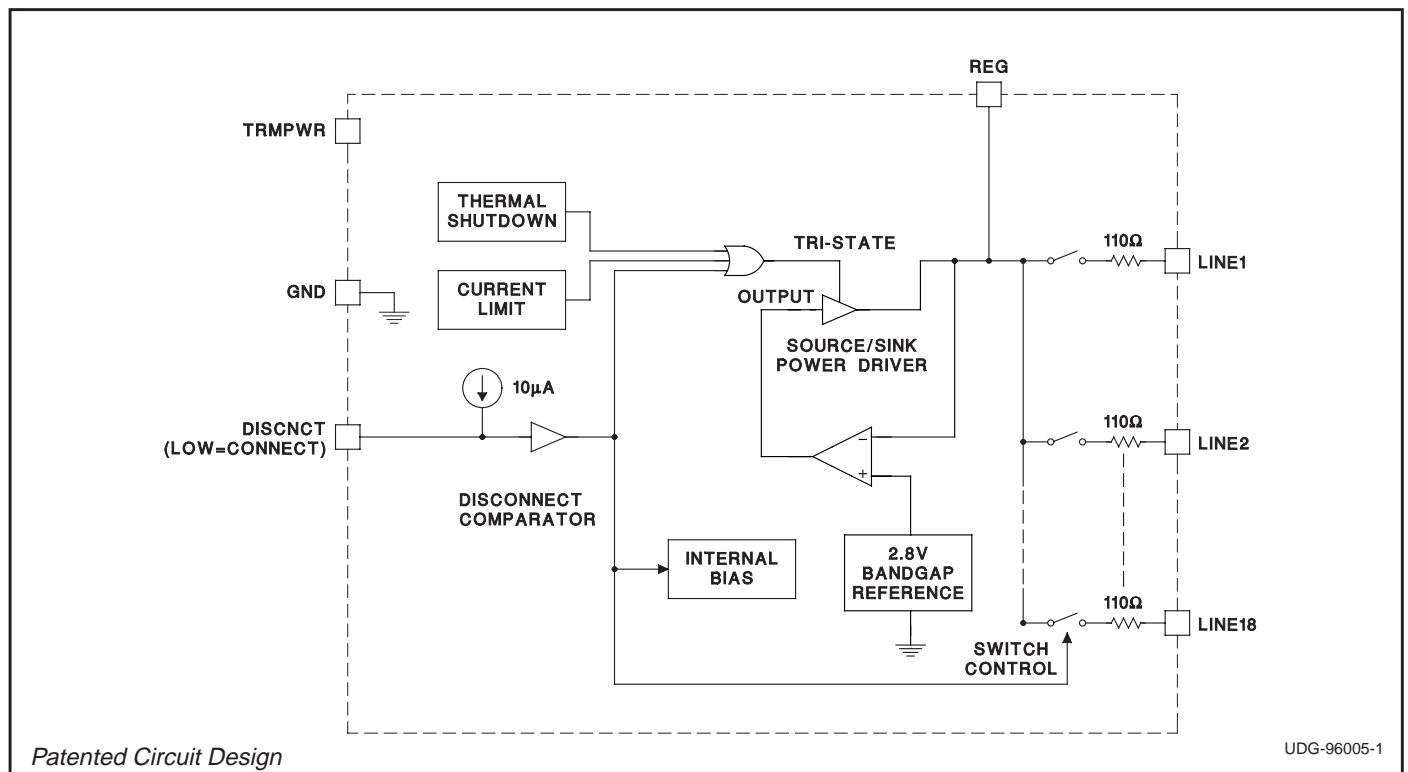 REG
TRMPWR
THERMAL
SHUTDOWN
TRI-STATE
110Ω
LINE1
GND
CURRENT
LIMIT
OUTPUT
SOURCE/SINK
POWER DRIVER
10µA
DISCNCT
(LOW=CONNECT)
110Ω
LINE2
−
+
DISCONNECT
COMPARATOR
INTERNAL
BIAS
2.8V
BANDGAP
REFERENCE
110Ω
LINE18
SWITCH
CONTROL
Patented Circuit Design
UDG-96005-1